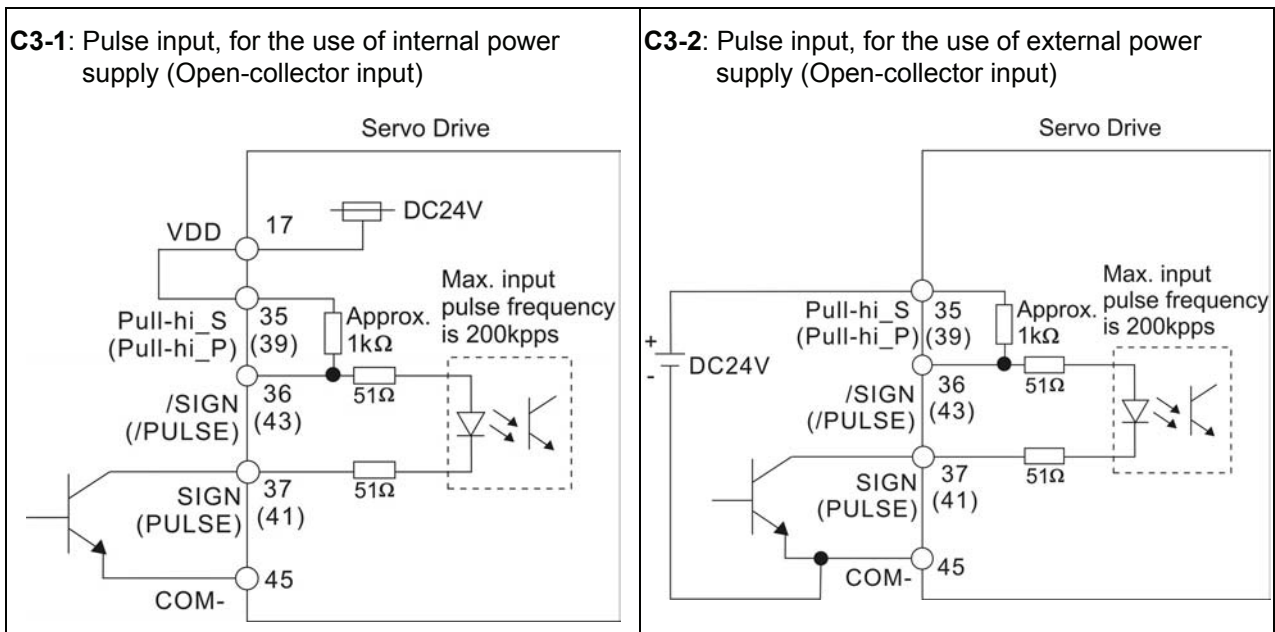 C3-1: Pulse input, for the use of internal power
supply (Open-collector input)
Servo Drive
DC24V
VDD
17
Max. input
pulse frequency
is 200kpps
Pull-hi_S
(Pull-hi_P)
35
(39)
Approx.
1kΩ
51Ω
/SIGN
(/PULSE)
36
(43)
SIGN
(PULSE)
37
(41)
51Ω
45
COM-
C3-2: Pulse input, for the use of external power
supply (Open-collector input)
Servo Drive
Max. input
pulse frequency
is 200kpps
Pull-hi_S
(Pull-hi_P)
35
(39)
Approx.
1kΩ
+
-
DC24V
51Ω
/SIGN
(/PULSE)
36
(43)
SIGN
(PULSE)
37
(41)
51Ω
COM-
45